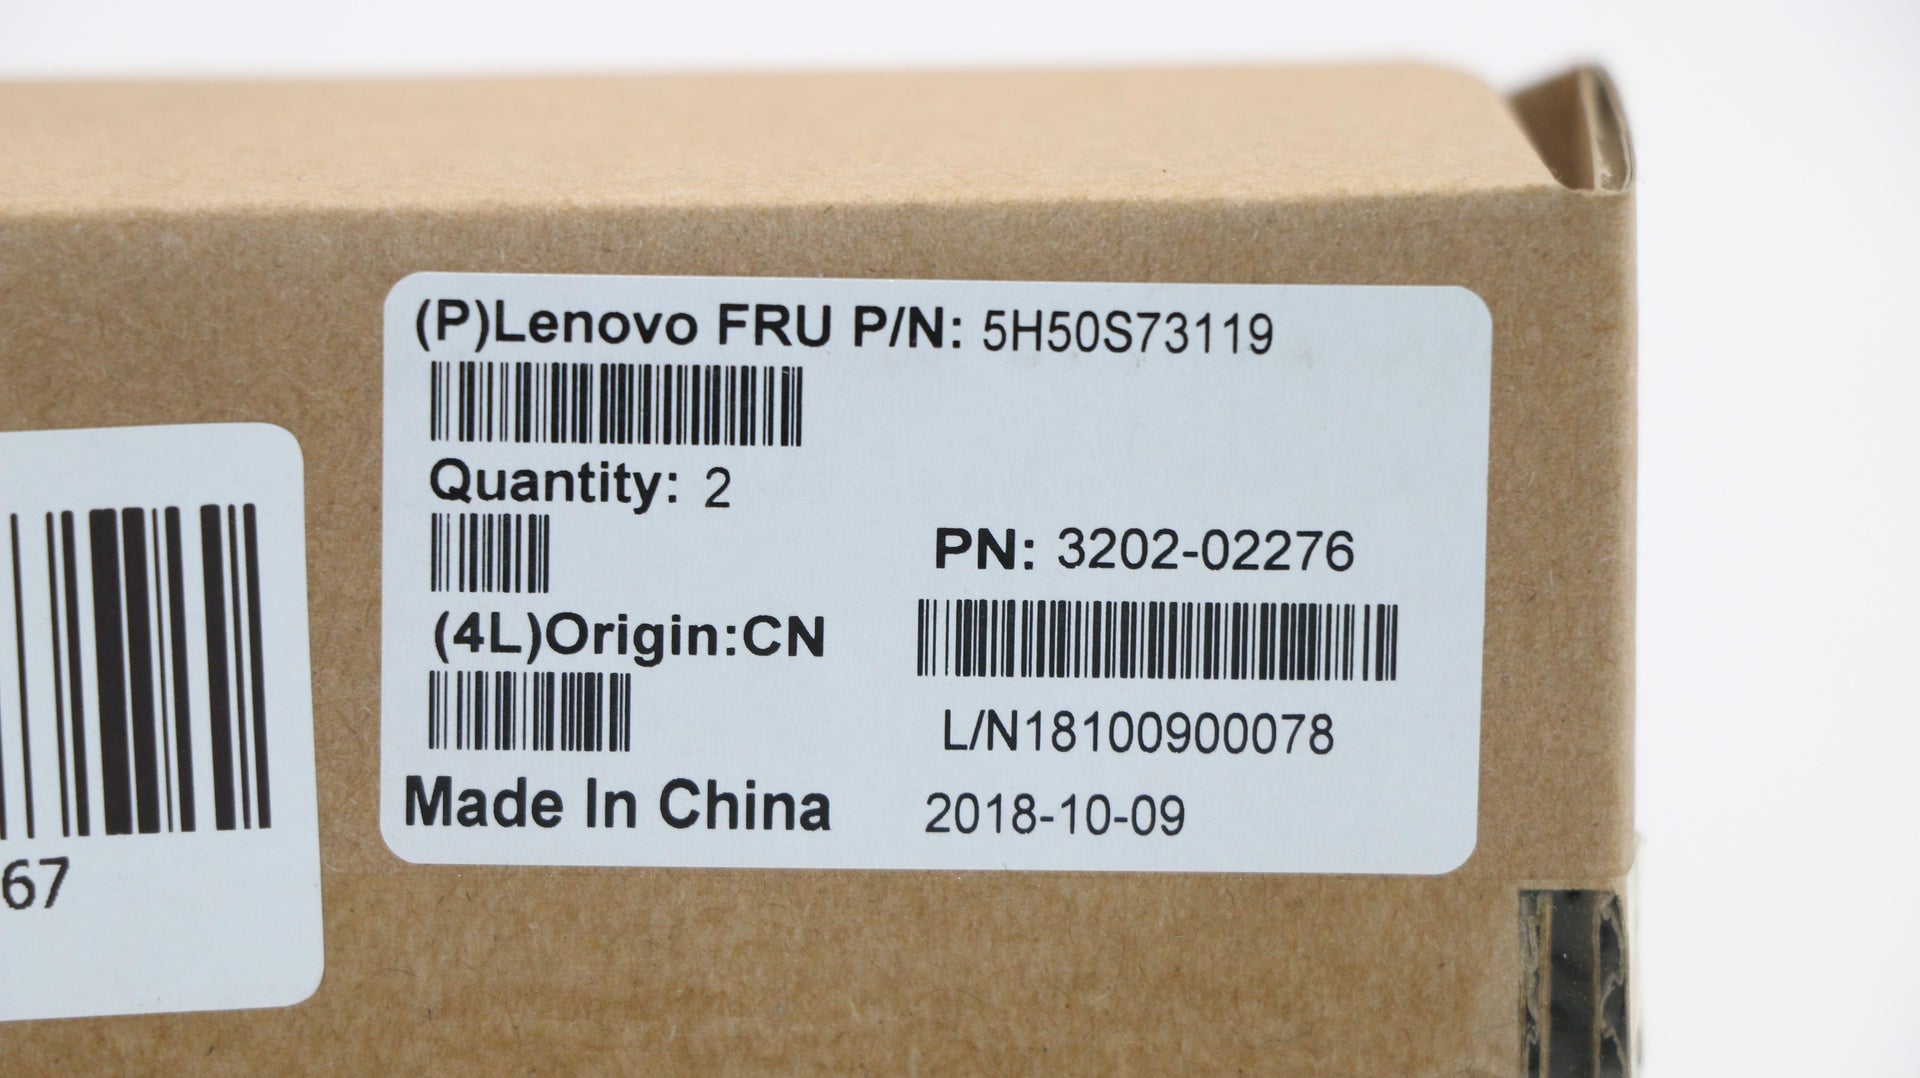 (P)Lenovo FRU P/N: 5H50S73119
Quantity: 2
PN: 3202-02276
(4L)Origin:CN
L/N18100900078
Made In China
2018-10-09
67